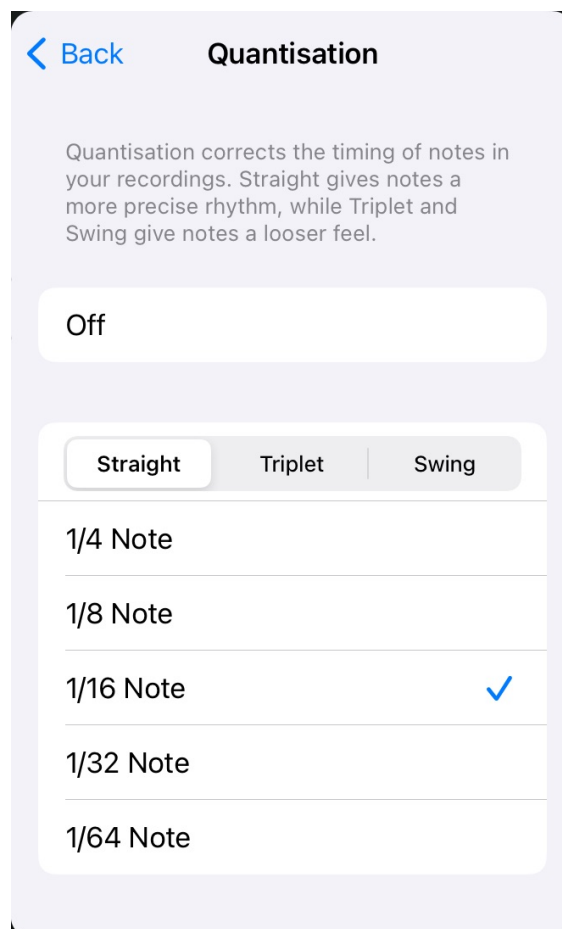 Back
Quantisation
Quantisation corrects the timing of notes in
your recordings. Straight gives notes a
more precise rhythm, while Triplet and
Swing give notes a looser feel.
Off
Straight
Triplet
Swing
1/4 Note
1/8 Note
1/16 Note
1/32 Note
1/64 Note